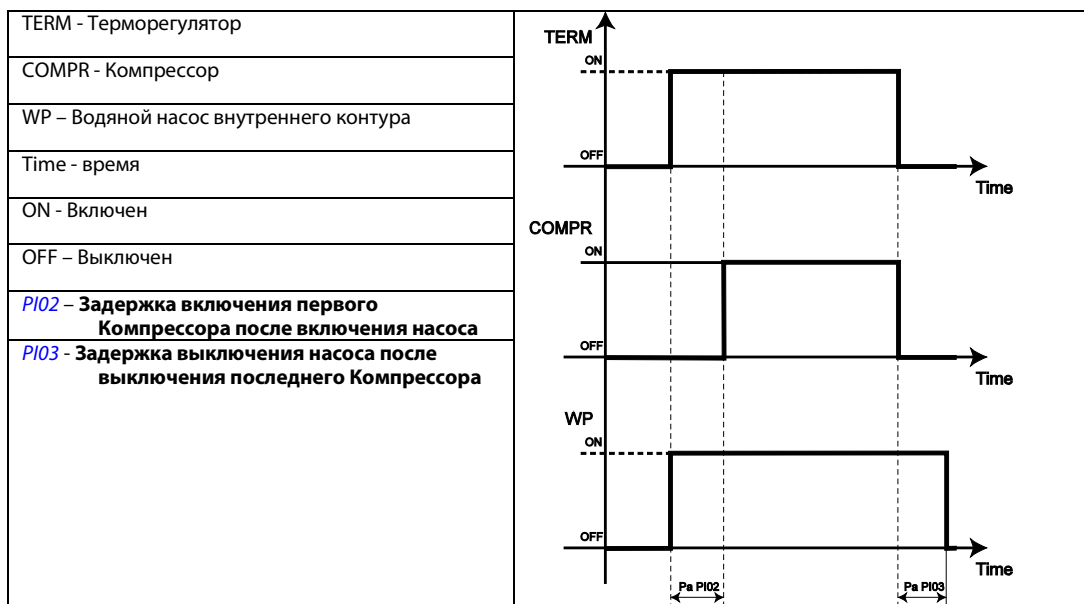 TERM - Терморегулятор
COMPR - Компрессор
WP – Водяной насос внутреннего контура
Time - время
ON - Включен
OFF – Выключен
PI02 – Задержка включения первого
Компрессора после включения насоса
PI03 - Задержка выключения насоса после
выключения последнего Компрессора
TERM
ON
OFF
Time
COMPR
ON
OFF
Time
WP
ON
OFF
Time
Pa PI02
Pa PI03